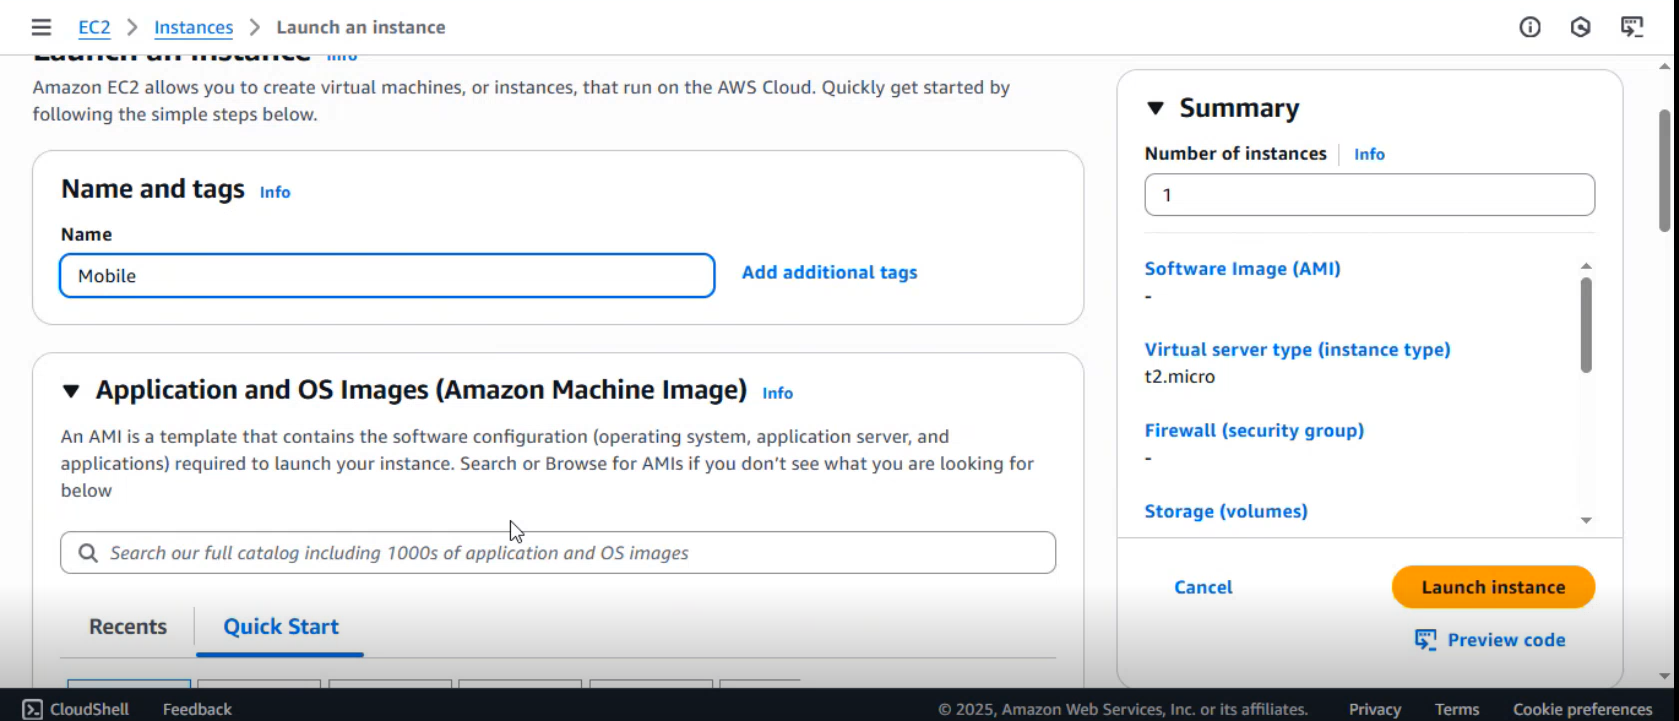 EC2 > Instances > Launch an instance
Launch an instance Info
Amazon EC2 allows you to create virtual machines, or instances, that run on the AWS Cloud. Quickly get started by
following the simple steps below.
Name and tags Info
Name
Mobile
Add additional tags
Application and OS Images (Amazon Machine Image) Info
An AMI is a template that contains the software configuration (operating system, application server, and
applications) required to launch your instance. Search or Browse for AMIs if you don't see what you are looking for
below
Search our full catalog including 1000s of application and OS images
Recents
Quick Start
Summary
Number of instances Info
1
Software Image (AMI)
-
Virtual server type (instance type)
t2.micro
Firewall (security group)
-
Storage (volumes)
Cancel
Launch instance
Preview code
CloudShell Feedback © 2025, Amazon Web Services, Inc. or its affiliates. Privacy Terms Cookie preferences